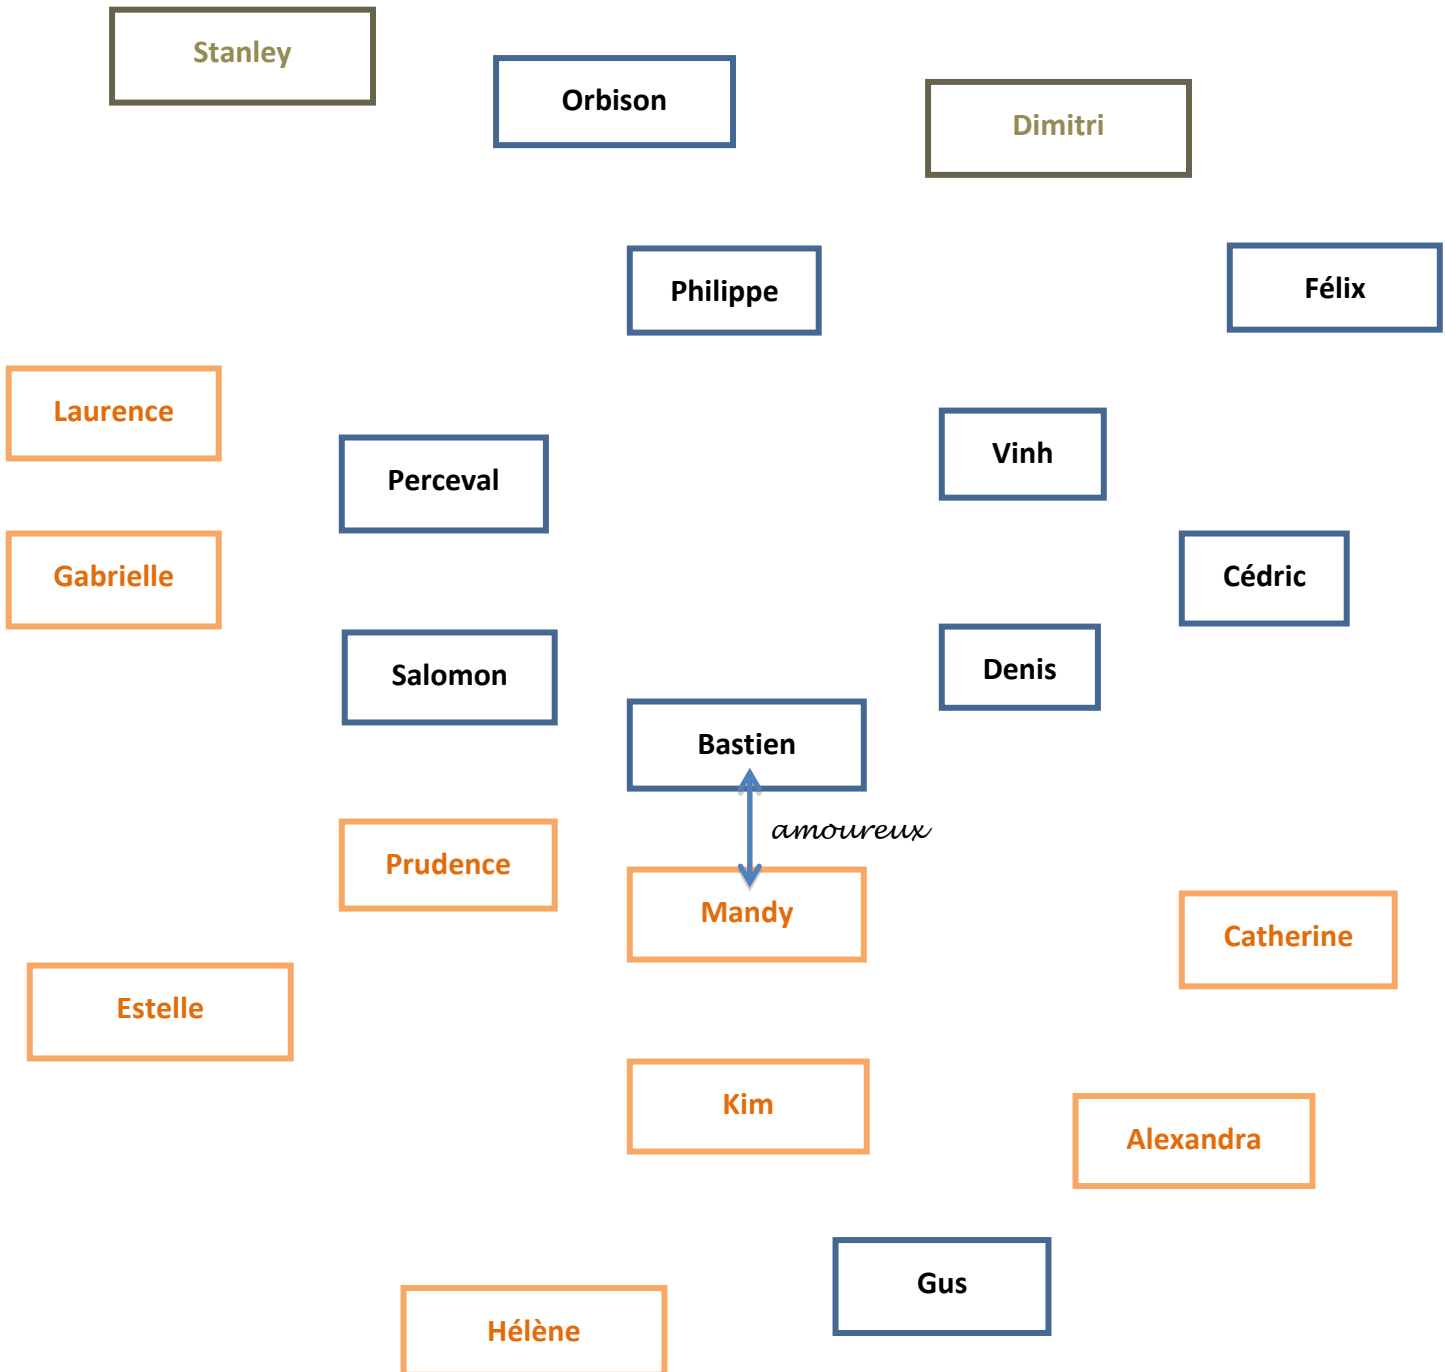 Stanley
Orbison
Dimitri
Philippe
Félix
Laurence
Vinh
Perceval
Gabrielle
Cédric
Salomon
Denis
Bastien
amoureux
Prudence
Mandy
Catherine
Estelle
Kim
Alexandra
Gus
Hélène